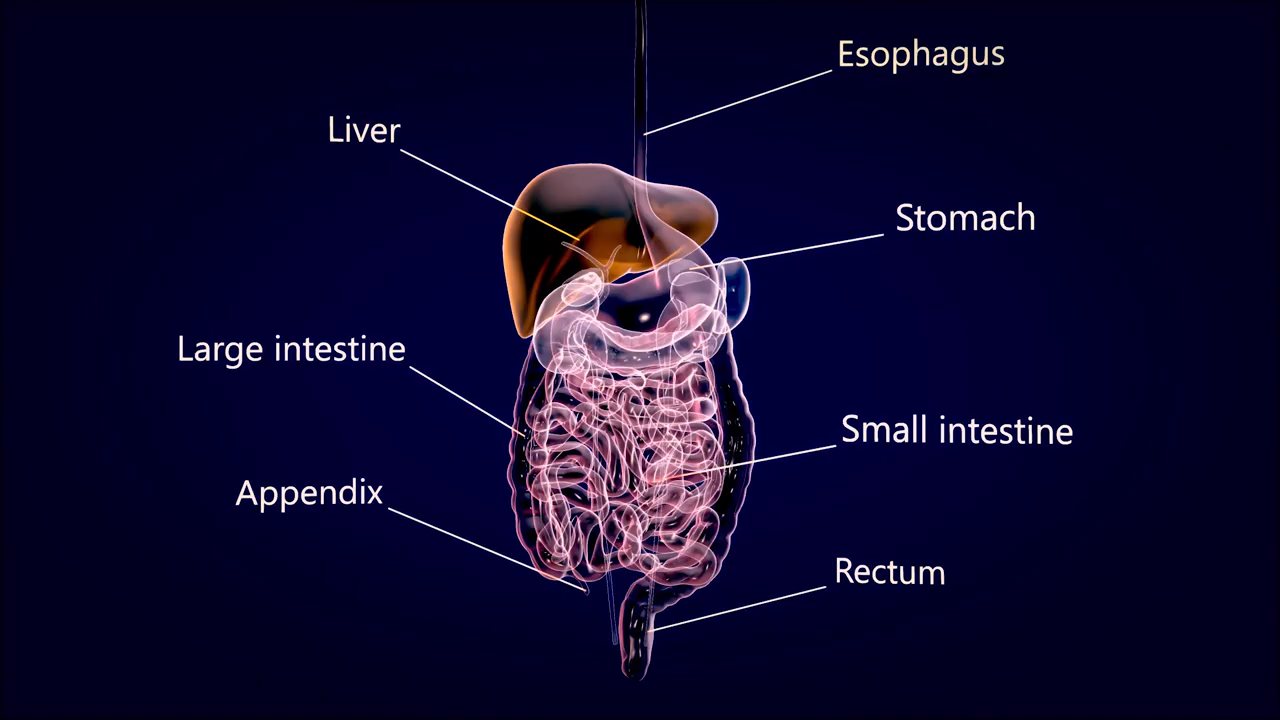 Esophagus
Liver
Stomach
Large intestine
Small intestine
Appendix
Rectum